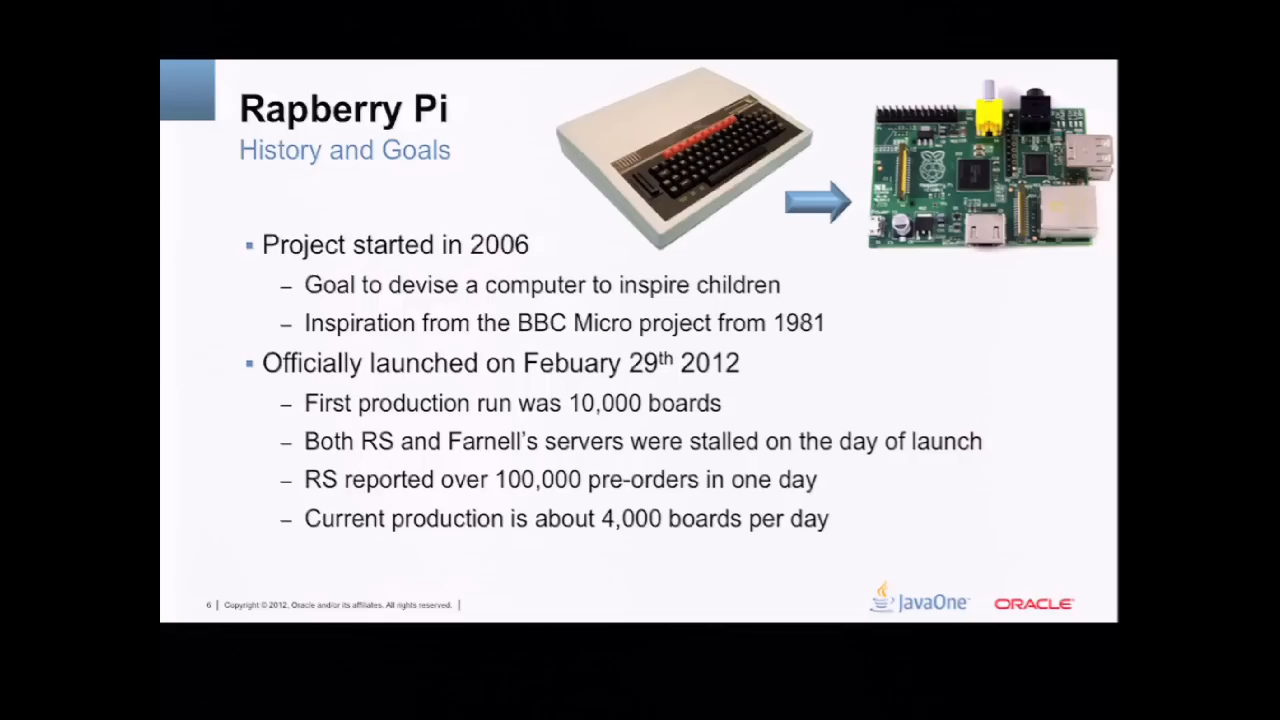 Rapberry Pi
History and Goals
Project started in 2006
– Goal to devise a computer to inspire children
– Inspiration from the BBC Micro project from 1981
Officially launched on Febuary 29th 2012
– First production run was 10,000 boards
– Both RS and Farnell's servers were stalled on the day of launch
– RS reported over 100,000 pre-orders in one day
– Current production is about 4,000 boards per day
6 | Copyright © 2012, Oracle and/or its affiliates. All rights reserved. |
JavaOne
ORACLE